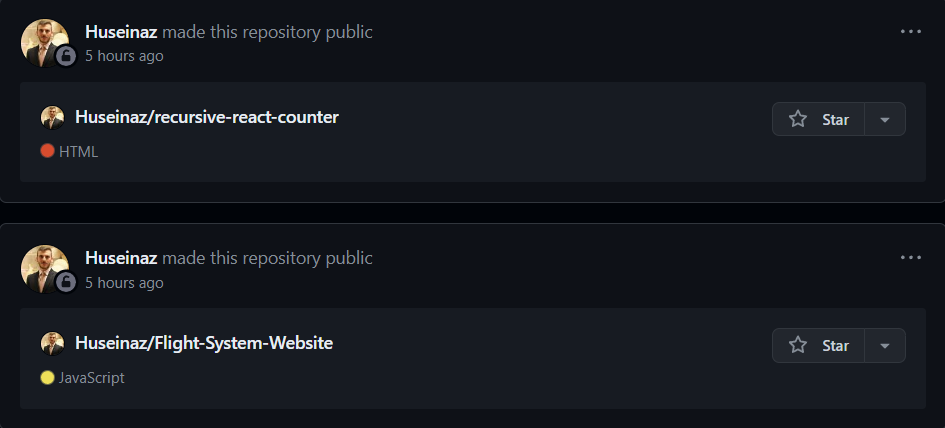 Huseinaz made this repository public
5 hours ago
Huseinaz/recursive-react-counter
Star
HTML
Huseinaz made this repository public
5 hours ago
Huseinaz/Flight-System-Website
Star
JavaScript